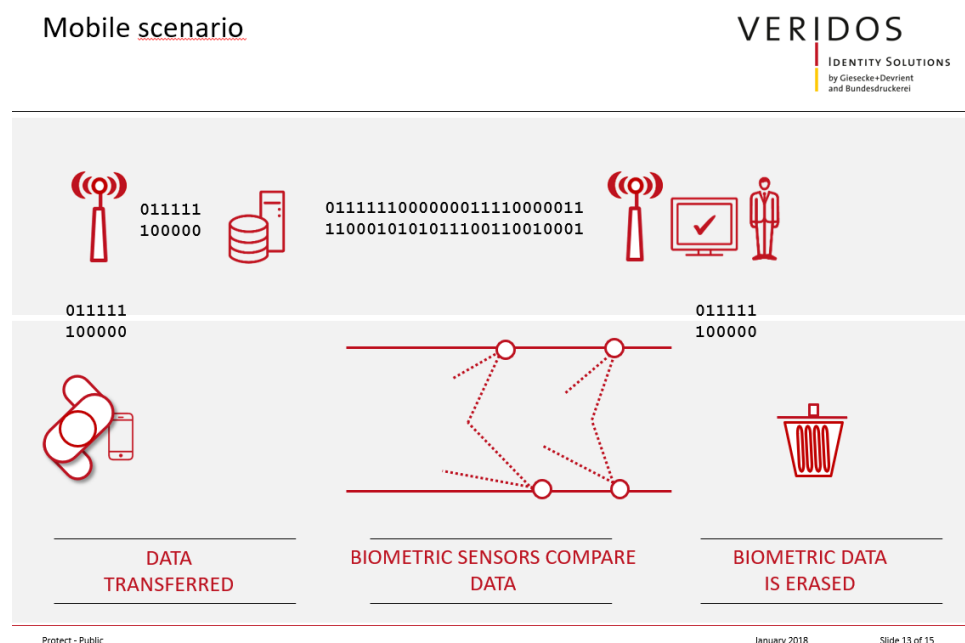 Mobile scenario
VERIDOS
IDENTITY SOLUTIONS
by Giesecke+Devrient
and Bundesdruckerei
011111
100000
0111111000000011110000011
1100010101011100110010001
011111
100000
011111
100000
DATA
TRANSFERRED
BIOMETRIC SENSORS COMPARE
DATA
BIOMETRIC DATA
IS ERASED
Protect - Public
January 2018
Slide 13 of 15